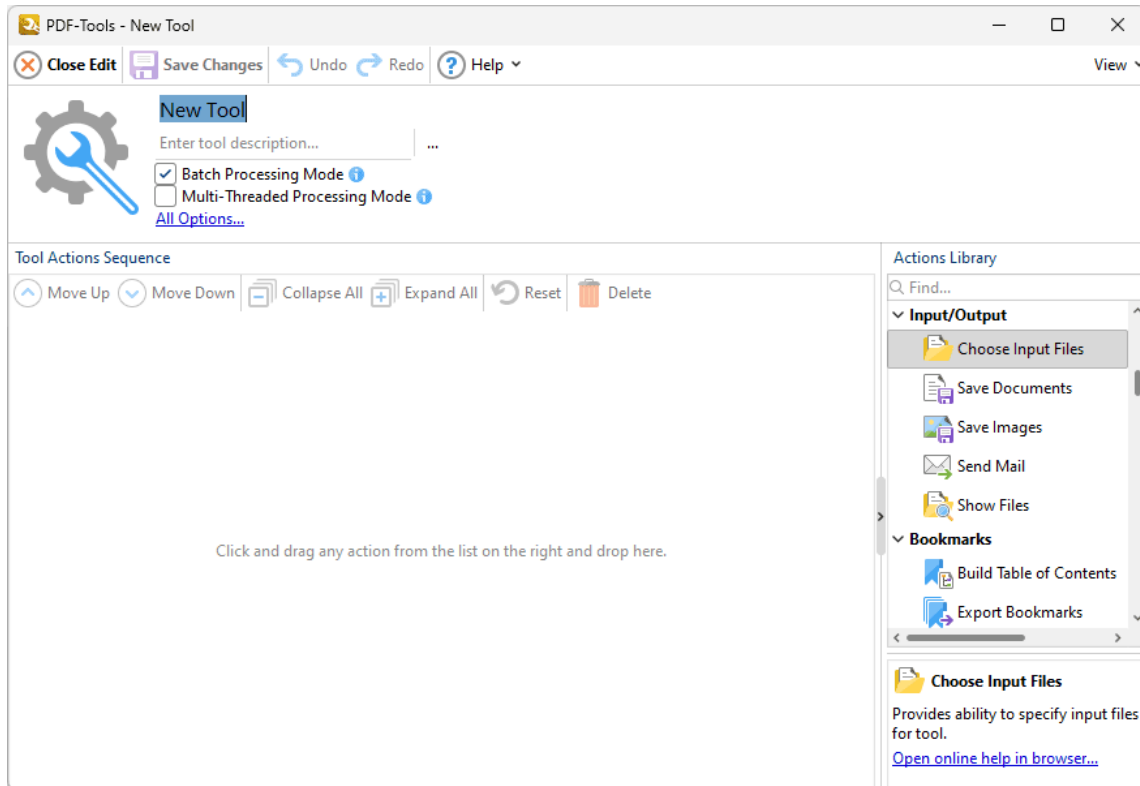 PDF-Tools - New Tool
Close Edit Save Changes Undo Redo ? Help View
New Tool
Enter tool description... ...
Batch Processing Mode i
Multi-Threaded Processing Mode i
All Options...
Tool Actions Sequence
Move Up Move Down Collapse All Expand All Reset Delete
Click and drag any action from the list on the right and drop here.
Actions Library
Find...
Input/Output
Choose Input Files
Save Documents
Save Images
Send Mail
Show Files
Bookmarks
Build Table of Contents
Export Bookmarks
Choose Input Files
Provides ability to specify input files
for tool.
Open online help in browser...